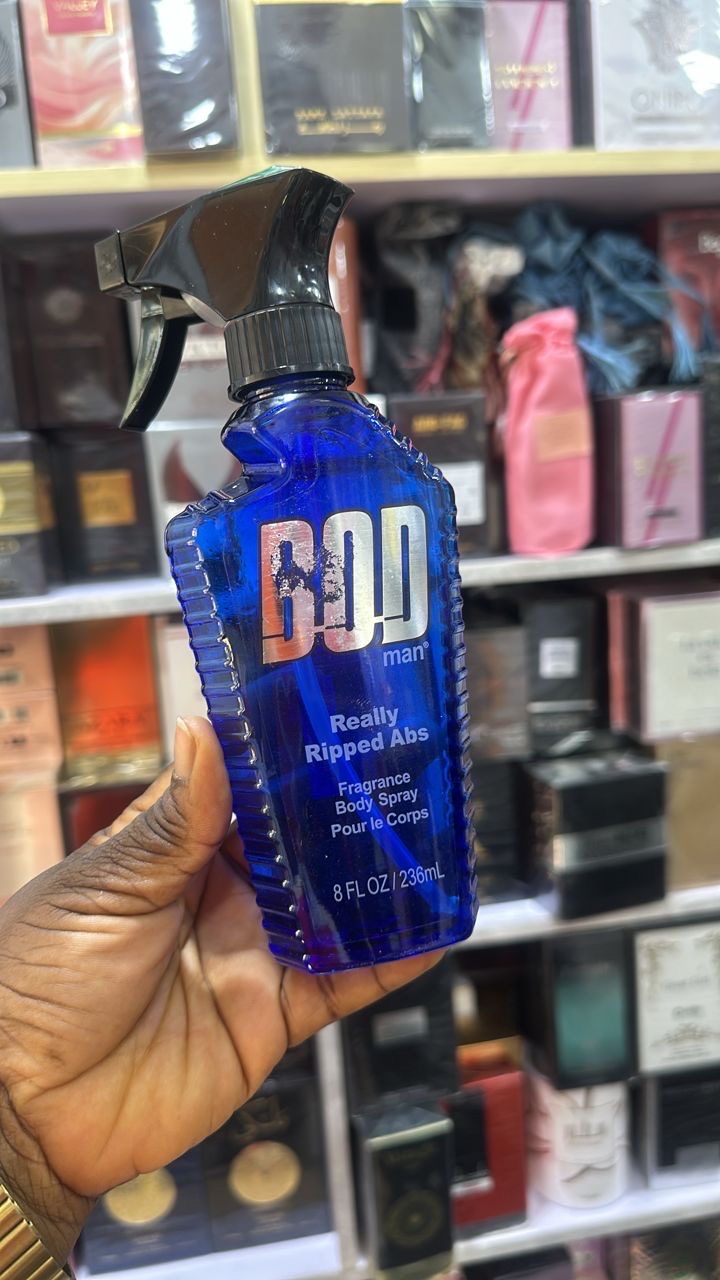 BOD
man®
Really
Ripped Abs
Fragrance
Body Spray
Pour le Corps
8 FL OZ / 236mL